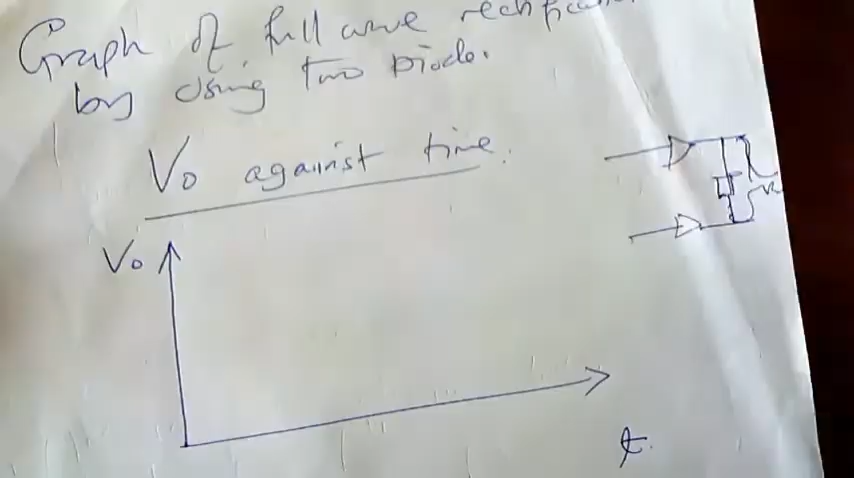 Graph of full wave
by using two Diode.
Vo against time.
Vo
t